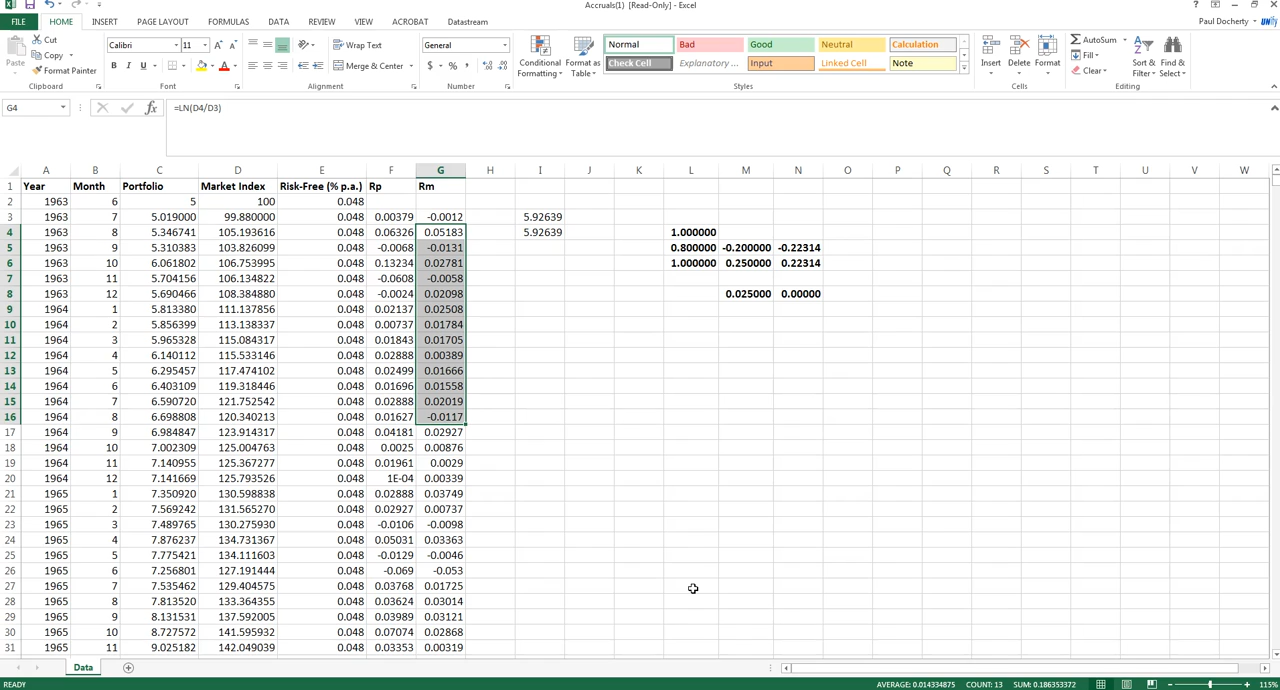 Accruals(1) [Read-Only] - Excel
FILE HOME INSERT PAGE LAYOUT FORMULAS DATA REVIEW VIEW ACROBAT Datastream Paul Docherty
Cut Calibri 11 Wrap Text General Normal Bad Good Neutral Calculation AutoSum
Paste Copy Format Painter Merge & Center Conditional Formatting Format as Table Check Cell Explanatory ... Input Linked Cell Note Insert Delete Format Fill Clear Sort & Filter Find & Select
Clipboard Font Alignment Number Styles Cells Editing
G4 =LN(D4/D3)
A B C D E F G H I J K L M N O P Q R S T U V W
1 Year Month Portfolio Market Index Risk-Free (% p.a.) Rp Rm
2 1963 6 5 100 0.048
3 1963 7 5.019000 99.880000 0.048 0.00379 -0.0012 5.92639
4 1963 8 5.346741 105.193616 0.048 0.06326 0.05183 5.92639 1.000000
5 1963 9 5.310383 103.826099 0.048 -0.0068 -0.0131 0.800000 -0.200000 -0.22314
6 1963 10 6.061802 106.753995 0.048 0.13234 0.02781 1.000000 0.250000 0.22314
7 1963 11 5.704156 106.134822 0.048 -0.0608 -0.0058
8 1963 12 5.690466 108.384880 0.048 -0.0024 0.02098 0.025000 0.00000
9 1964 1 5.813380 111.137856 0.048 0.02137 0.02508
10 1964 2 5.856399 113.138337 0.048 0.00737 0.01784
11 1964 3 5.965328 115.084317 0.048 0.01843 0.01705
12 1964 4 6.140112 115.533146 0.048 0.02888 0.00389
13 1964 5 6.295457 117.474102 0.048 0.02499 0.01666
14 1964 6 6.403109 119.318446 0.048 0.01696 0.01558
15 1964 7 6.590720 121.752542 0.048 0.02888 0.02019
16 1964 8 6.698808 120.340213 0.048 0.01627 -0.0117
17 1964 9 6.984847 123.914317 0.048 0.04181 0.02927
18 1964 10 7.002309 125.004763 0.048 0.0025 0.00876
19 1964 11 7.140955 125.367277 0.048 0.01961 0.0029
20 1964 12 7.141669 125.793526 0.048 1E-04 0.00339
21 1965 1 7.350920 130.598838 0.048 0.02888 0.03749
22 1965 2 7.569242 131.565270 0.048 0.02927 0.00737
23 1965 3 7.489765 130.275930 0.048 -0.0106 -0.0098
24 1965 4 7.876237 134.731367 0.048 0.05031 0.03363
25 1965 5 7.775421 134.111603 0.048 -0.0129 -0.0046
26 1965 6 7.256801 127.191444 0.048 -0.069 -0.053
27 1965 7 7.535462 129.404575 0.048 0.03768 0.01725
28 1965 8 7.813520 133.364355 0.048 0.03624 0.03014
29 1965 9 8.131531 137.592005 0.048 0.03989 0.03121
30 1965 10 8.727572 141.595932 0.048 0.07074 0.02868
31 1965 11 9.025182 142.049039 0.048 0.03353 0.00319
Data
READY AVERAGE: 0.014334875 COUNT: 13 SUM: 0.186353372 115%